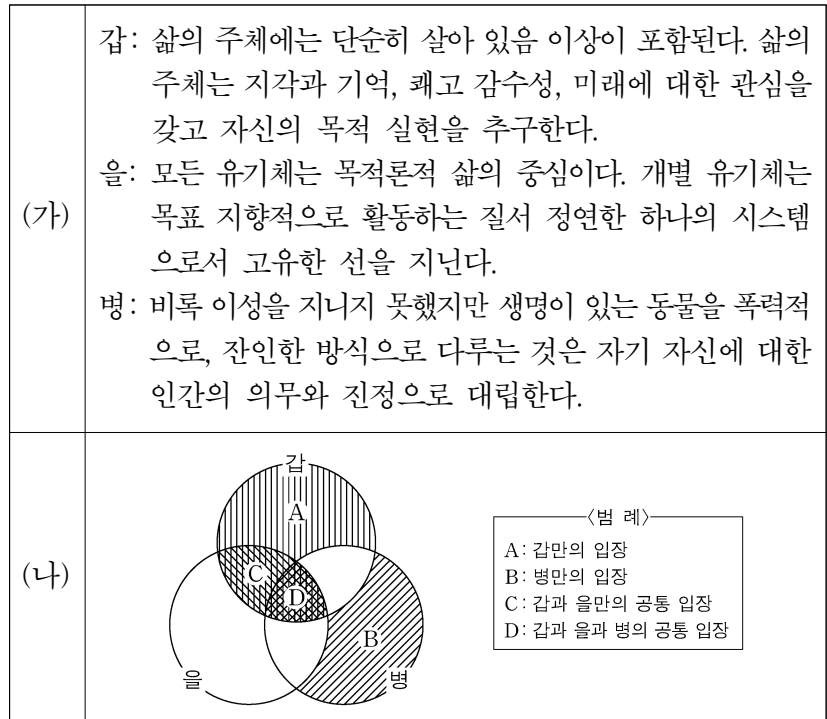 (가)
갑: 삶의 주체에는 단순히 살아 있음 이상이 포함된다. 삶의
주체는 지각과 기억, 쾌고 감수성, 미래에 대한 관심을
갖고 자신의 목적 실현을 추구한다.
을: 모든 유기체는 목적론적 삶의 중심이다. 개별 유기체는
목표 지향적으로 활동하는 질서 정연한 하나의 시스템
으로서 고유한 선을 지닌다.
병: 비록 이성을 지니지 못했지만 생명이 있는 동물을 폭력적
으로, 잔인한 방식으로 다루는 것은 자기 자신에 대한
인간의 의무와 진정으로 대립한다.
(나)
갑
A
C
D
B
을
병
<범 례>
A: 갑만의 입장
B: 병만의 입장
C: 갑과 을만의 공통 입장
D: 갑과 을과 병의 공통 입장